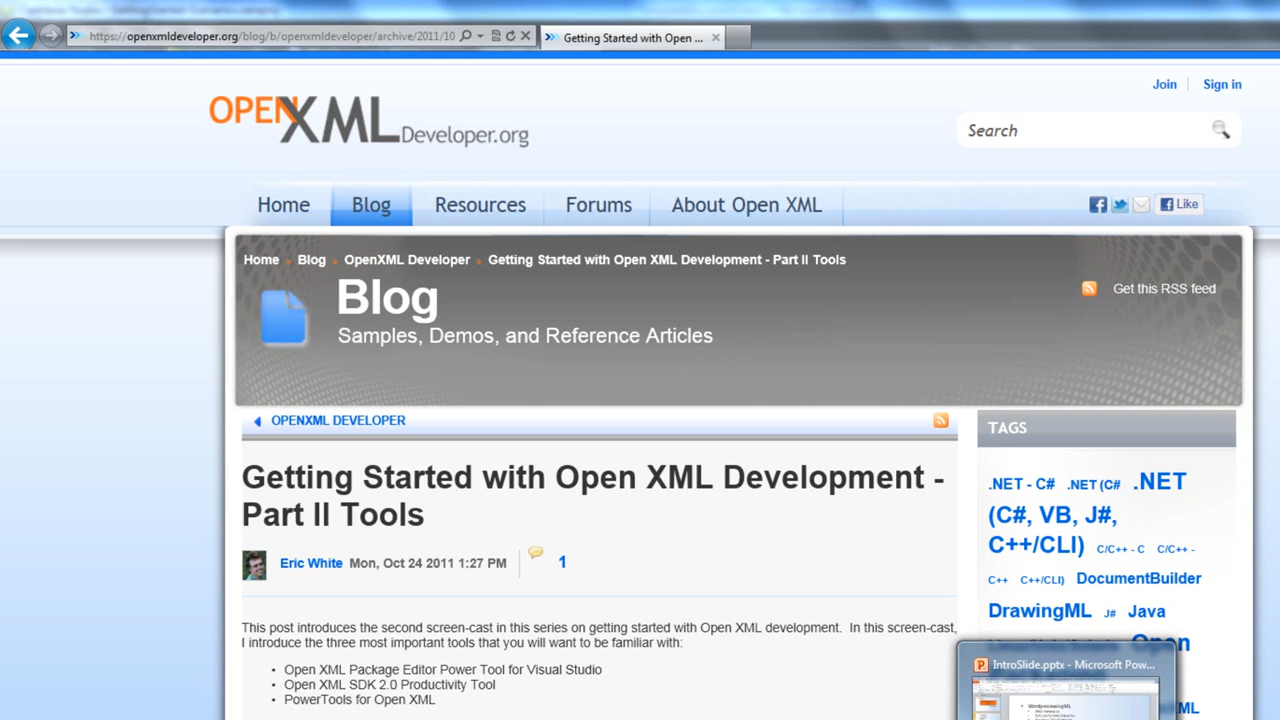 https://openxmldeveloper.org/blog/b/openxmldeveloper/archive/2011/10
Getting Started with Open ...
Join
Sign in
OPENXML Developer.org
Search
Home
Blog
Resources
Forums
About Open XML
Like
Home » Blog » OpenXML Developer » Getting Started with Open XML Development - Part II Tools
Get this RSS feed
Blog
Samples, Demos, and Reference Articles
OPENXML DEVELOPER
TAGS
Getting Started with Open XML Development -
Part II Tools
Eric White Mon, Oct 24 2011 1:27 PM
1
This post introduces the second screen-cast in this series on getting started with Open XML development. In this screen-cast,
I introduce the three most important tools that you will want to be familiar with:
• Open XML Package Editor Power Tool for Visual Studio
• Open XML SDK 2.0 Productivity Tool
• PowerTools for Open XML
.NET - C# .NET (C# .NET
(C#, VB, J#,
C++/CLI) C/C++ - C C/C++ -
C++ C++/CLI) DocumentBuilder
DrawingML J# Java
IntroSlide.pptx - Microsoft Pow...
WordprocessingML